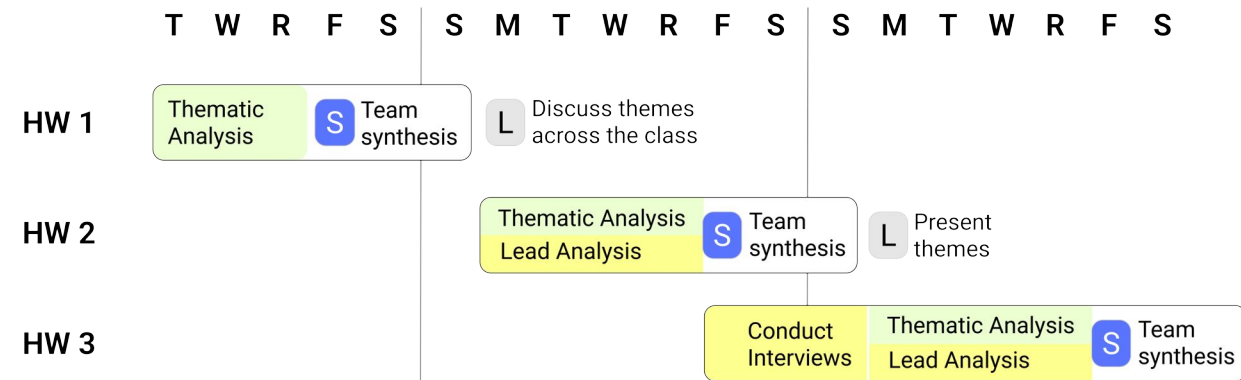 T W R F S S M T W R F S S M T W R F S
HW 1
Thematic
Analysis
S
Team
synthesis
L
Discuss themes
across the class
HW 2
Thematic Analysis
Lead Analysis
S
Team
synthesis
L
Present
themes
HW 3
Conduct
Interviews
Thematic Analysis
Lead Analysis
S
Team
synthesis